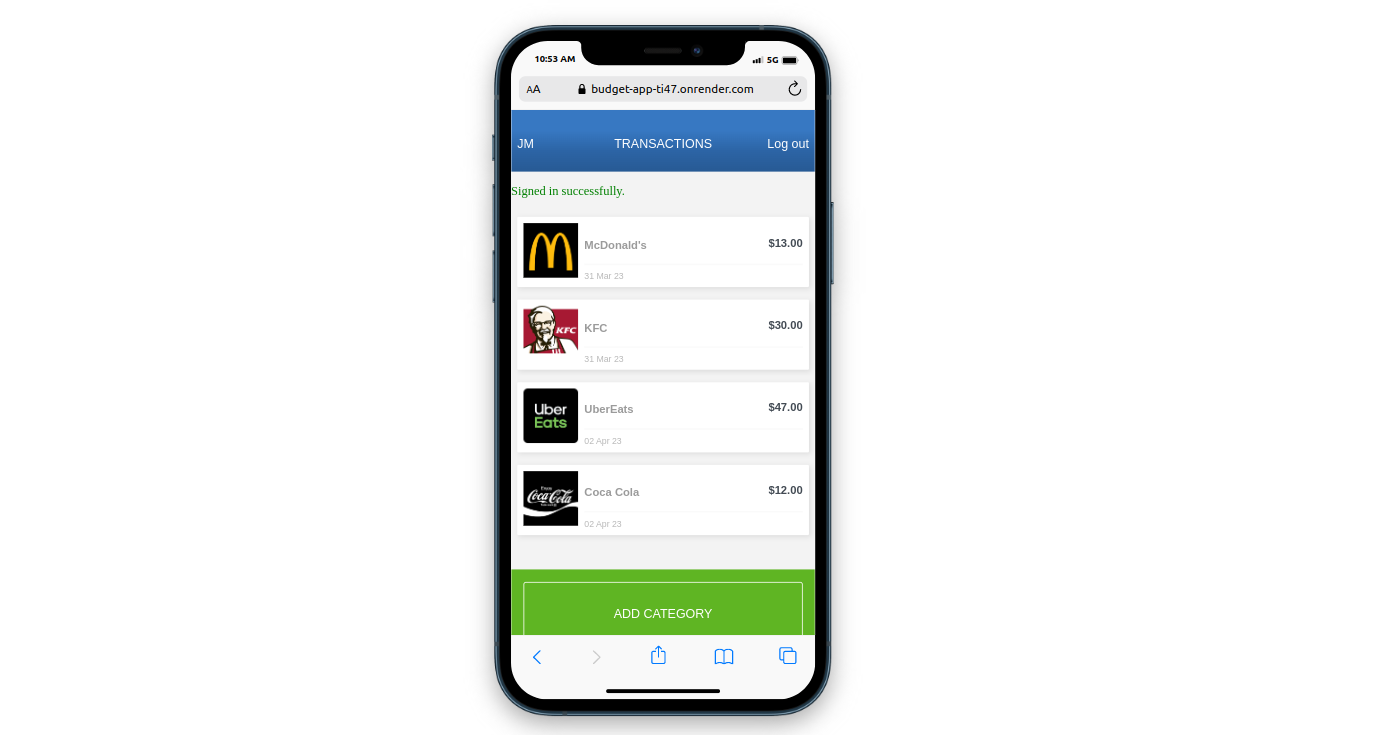 10:53 AM 5G
AA budget-app-ti47.onrender.com
JM TRANSACTIONS Log out
Signed in successfully.
McDonald's $13.00
31 Mar 23
KFC
KFC $30.00
31 Mar 23
Uber
Eats
UberEats $47.00
02 Apr 23
Enjoy
Coca-Cola
Coca Cola $12.00
02 Apr 23
ADD CATEGORY